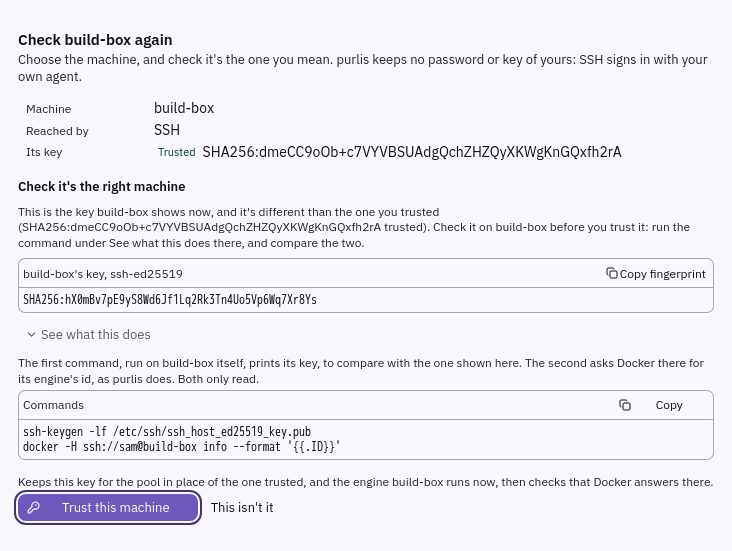 Check build-box again
Choose the machine, and check it's the one you mean. purlis keeps no password or key of yours: SSH signs in with your
own agent.
Machine build-box
Reached by SSH
Its key Trusted SHA256:dmeCC9oOb+c7VYVBSUAdgQchZHZQyXKWgKnGQxfh2rA
Check it's the right machine
This is the key build-box shows now, and it's different than the one you trusted
(SHA256:dmeCC9oOb+c7VYVBSUAdgQchZHZQyXKWgKnGQxfh2rA trusted). Check it on build-box before you trust it: run the
command under See what this does there, and compare the two.
build-box's key, ssh-ed25519 Copy fingerprint
SHA256:hX0mBv7pE9yS8Wd6Jf1Lq2Rk3Tn4Uo5Vp6Wq7Xr8Ys
See what this does
The first command, run on build-box itself, prints its key, to compare with the one shown here. The second asks Docker there for
its engine's id, as purlis does. Both only read.
Commands Copy
ssh-keygen -lf /etc/ssh/ssh_host_ed25519_key.pub
docker -H ssh://sam@build-box info --format '{{.ID}}'
Keeps this key for the pool in place of the one trusted, and the engine build-box runs now, then checks that Docker answers there.
Trust this machine This isn't it